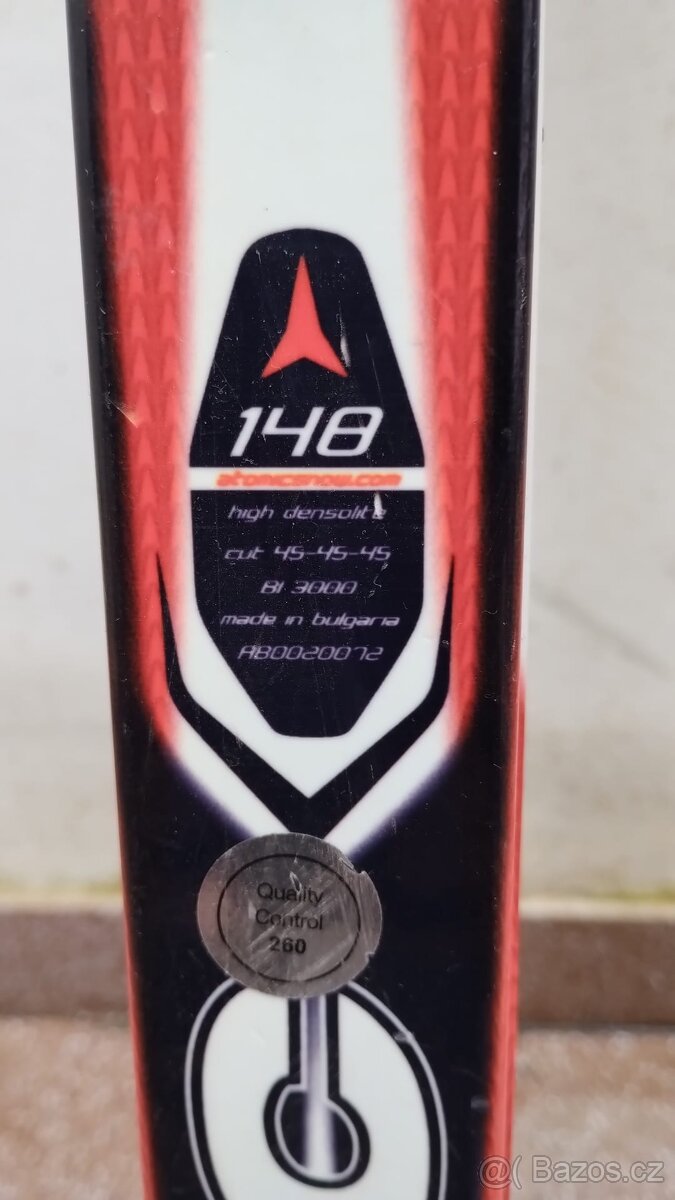 148
atomicsnow.com
high densolite
cut 45-45-45
BI 3000
made in bulgaria
AB0020072
Quality
Control
260
@( Bazos.cz